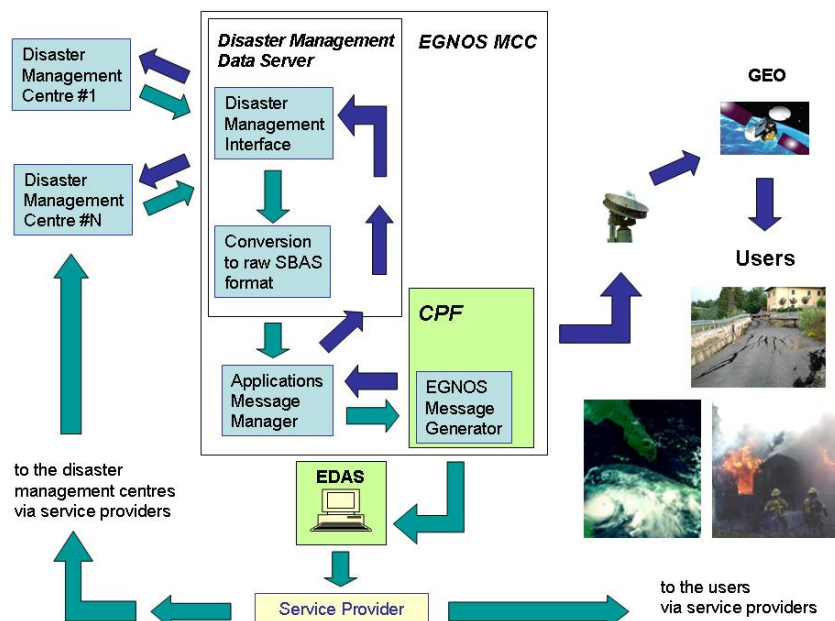 Disaster
Management
Centre #1
Disaster
Management
Centre #N
Disaster Management
Data Server
EGNOS MCC
Disaster
Management
Interface
Conversion
to raw SBAS
format
CPF
Applications
Message
Manager
EGNOS
Message
Generator
GEO
Users
to the disaster
management centres
via service providers
EDAS
Service Provider
to the users
via service providers